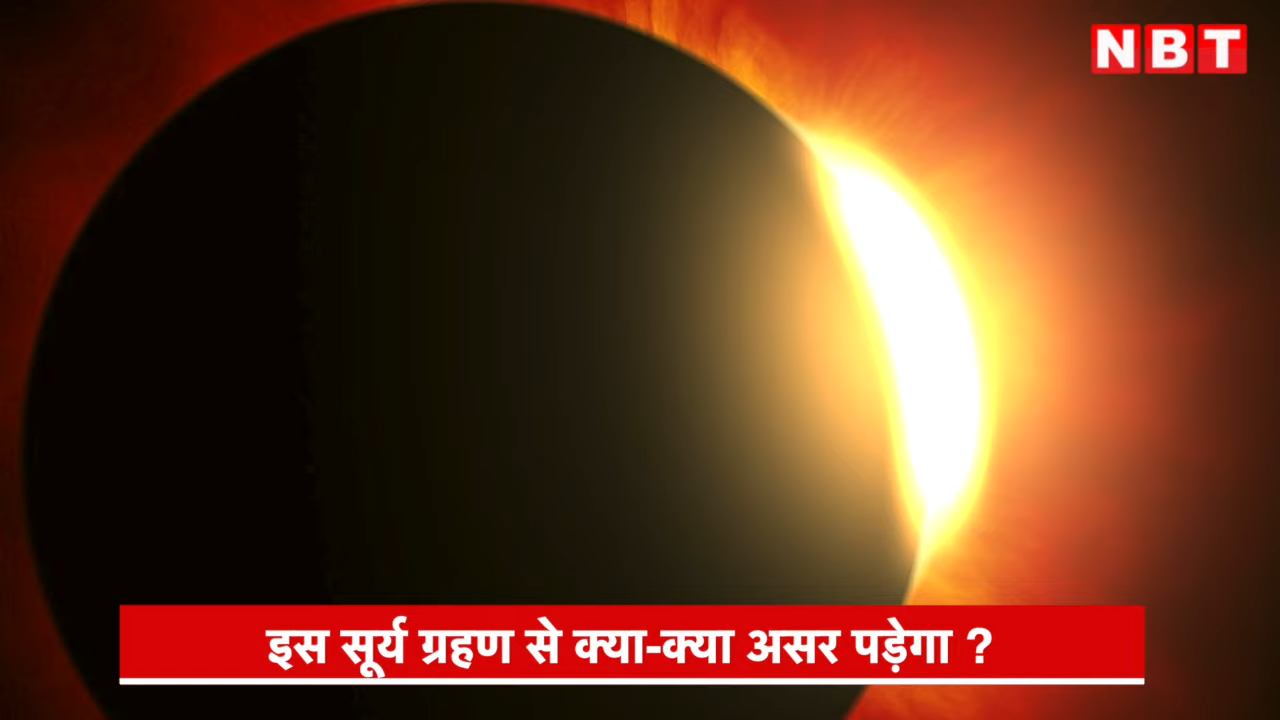 NBT
इस सूर्य ग्रहण से क्या-क्या असर पड़ेगा ?